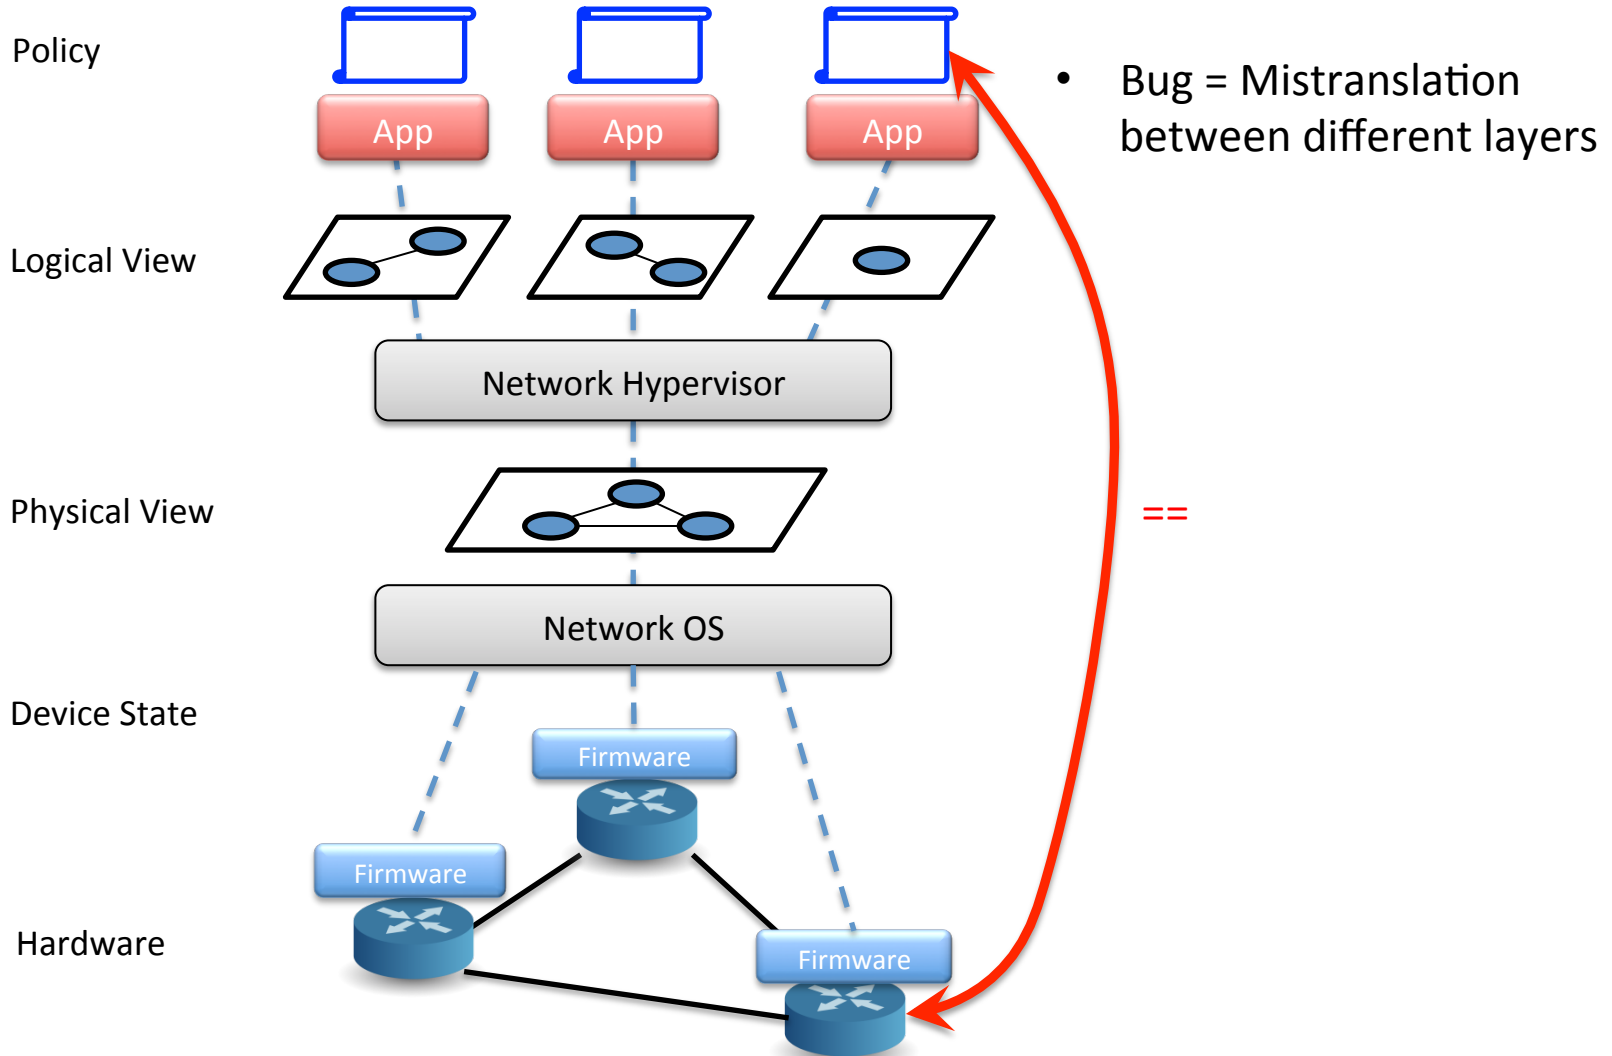 Policy
App
App
App
• Bug = Mistranslation
between different layers
Logical View
Network Hypervisor
Physical View
==
Network OS
Device State
Firmware
Firmware
Hardware
Firmware